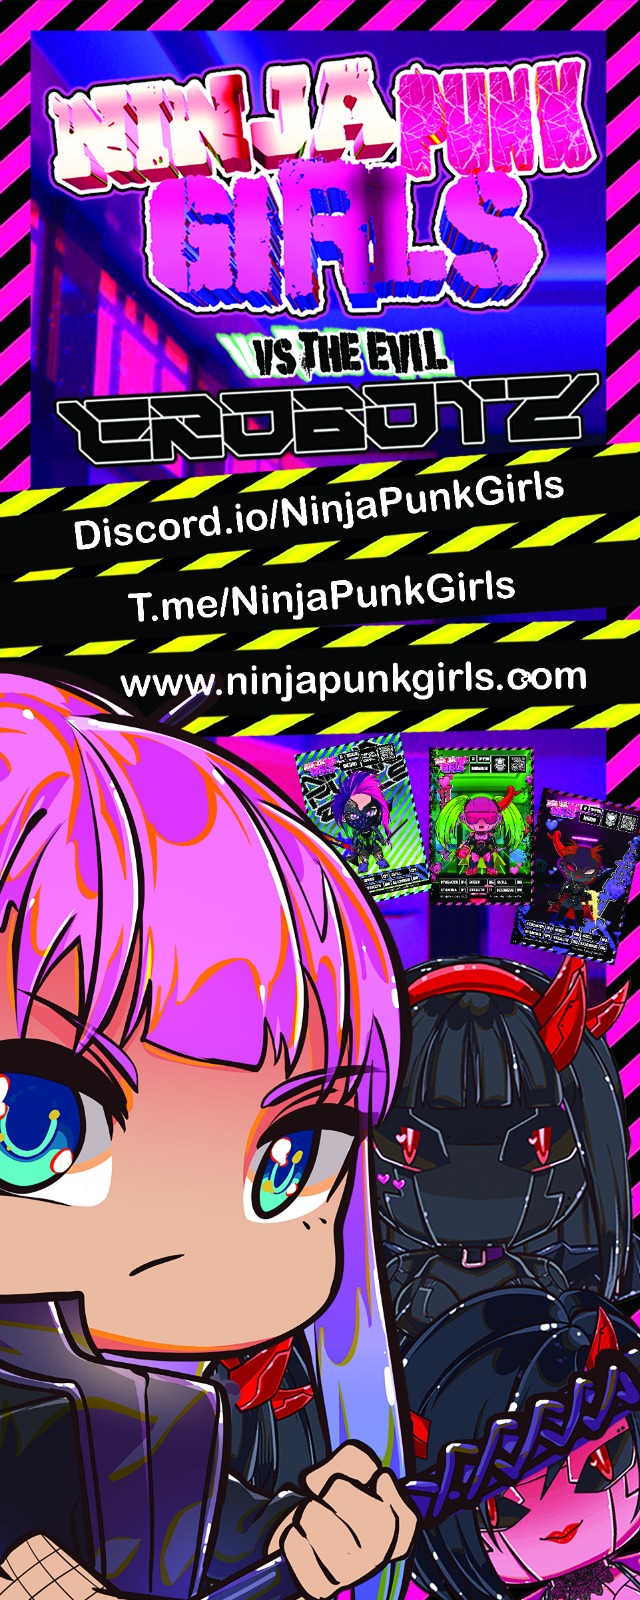 NINJA PUNK
GIRLS
VS THE EVIL
EROBOTZ
Discord.io/NinjaPunkGirls
T.me/NinjaPunkGirls
www.ninjapunkgirls.com